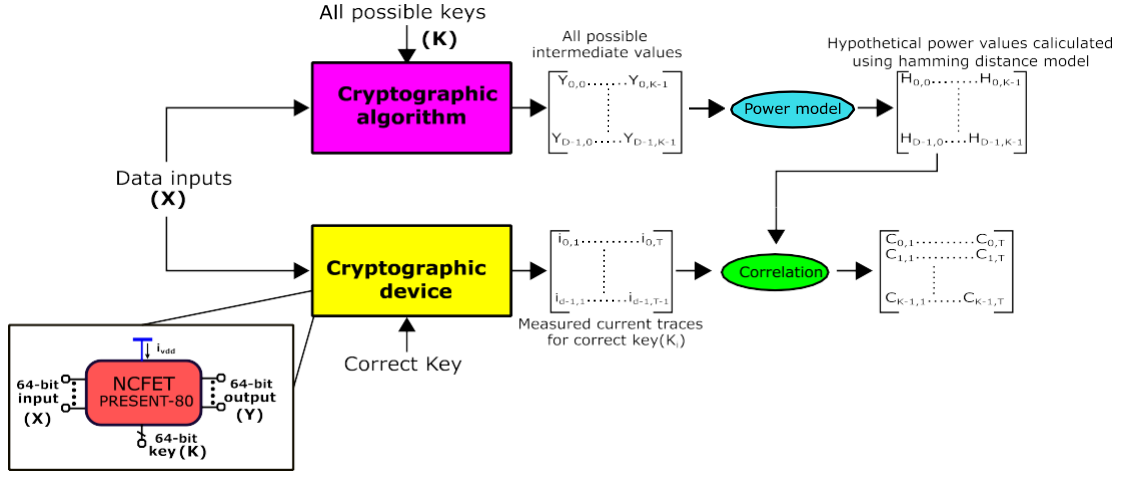 All possible keys
(K)
Cryptographic
algorithm
All possible
intermediate values
Y0,0......Y0,K-1
YD-1,0.....YD-1,K-1
Power model
Hypothetical power values caliculated
using hamming distance model
H0,0......H0,K-1
HD-1,0.....HD-1,K-1
Data inputs
(X)
Cryptographic
device
Correct Key
i0,1.........i0,T
id-1,1.....id-1,T-1
Measured current traces
for correct key(Ki)
Correlation
C0,1.........C0,T
C1,1.........C1,T
CK-1,1.....CK-1,T
ivdd
64-bit
input
(X)
NCFET
PRESENT-80
64-bit
output
(Y)
64-bit
key(K)